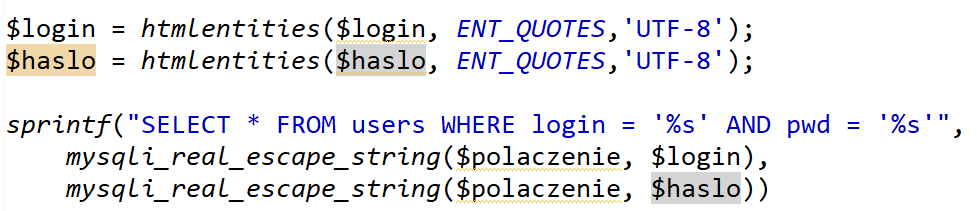 $login = htmlentities($login, ENT_QUOTES,'UTF-8');
$haslo = htmlentities($haslo, ENT_QUOTES,'UTF-8');
sprintf("SELECT * FROM users WHERE login = '%s' AND pwd = '%s'",
mysqli_real_escape_string($polaczenie, $login),
mysqli_real_escape_string($polaczenie, $haslo))